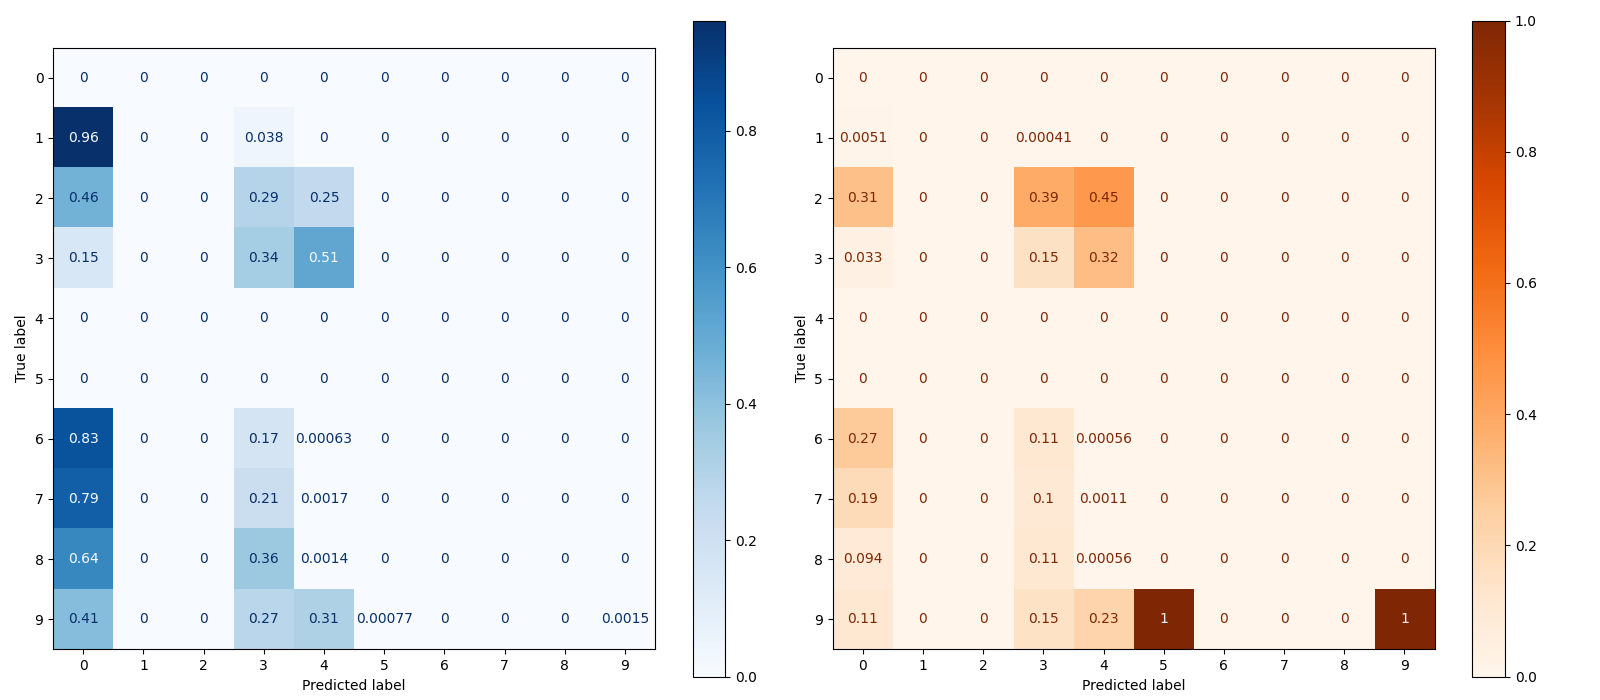 0 0 0 0 0 0 0 0 0 0 0
1 0.96 0 0 0.038 0 0 0 0 0 0
2 0.46 0 0 0.29 0.25 0 0 0 0 0
3 0.15 0 0 0.34 0.51 0 0 0 0 0
4 0 0 0 0 0 0 0 0 0 0
5 0 0 0 0 0 0 0 0 0 0
6 0.83 0 0 0.17 0.00063 0 0 0 0 0
7 0.79 0 0 0.21 0.0017 0 0 0 0 0
8 0.64 0 0 0.36 0.0014 0 0 0 0 0
9 0.41 0 0 0.27 0.31 0.00077 0 0 0 0.0015
0 1 2 3 4 5 6 7 8 9
True label
Predicted label
0.8
0.6
0.4
0.2
0.0
0 0 0 0 0 0 0 0 0 0 0
1 0.0051 0 0 0.00041 0 0 0 0 0 0
2 0.31 0 0 0.39 0.45 0 0 0 0 0
3 0.033 0 0 0.15 0.32 0 0 0 0 0
4 0 0 0 0 0 0 0 0 0 0
5 0 0 0 0 0 0 0 0 0 0
6 0.27 0 0 0.11 0.00056 0 0 0 0 0
7 0.19 0 0 0.1 0.0011 0 0 0 0 0
8 0.094 0 0 0.11 0.00056 0 0 0 0 0
9 0.11 0 0 0.15 0.23 1 0 0 0 1
0 1 2 3 4 5 6 7 8 9
True label
Predicted label
1.0
0.8
0.6
0.4
0.2
0.0